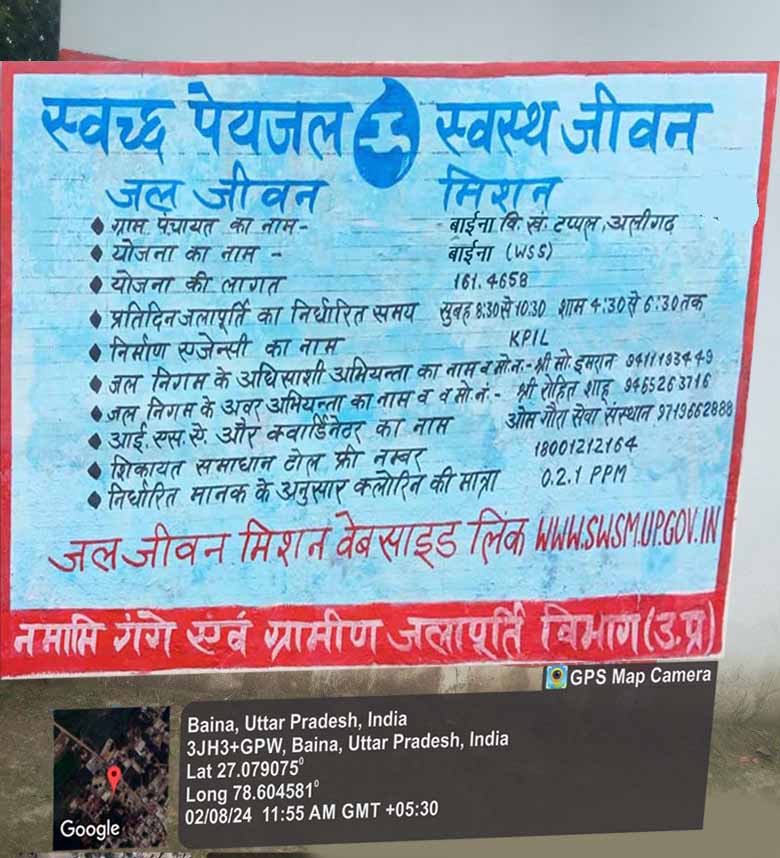 स्वच्छ पेयजल स्वस्थ जीवन
जल जीवन मिशन
ग्राम पंचायत का नाम- बाईना वि.खं. टप्पल, अलीगढ़
योजना का नाम - बाईना (WSS)
योजना की लागत 161.4658
प्रतिदिन जलापूर्ति का निर्धारित समय सुबह 8:30 से 10:30 शाम 4:30 से 6:30 तक
निर्माण एजेन्सी का नाम KPIL
जल निगम के अधिसाशी अभियन्ता का नाम व मो.न.- श्री मो. इमरान 9411193449
जल निगम के अवर अभियन्ता का नाम व व मो.नं.- श्री रोहित शाहू 9465263716
आई.एस.ऐ. और कवार्डिनेटर का नाम ओम गौरा सेवा संस्थान 9719662888
शिकायत समाधान टोल फ्री नम्बर 18001212164
निर्धारित मानक के अनुसार कलोरिन की मात्रा 0.2.1 PPM
जल जीवन मिशन वेबसाइड लिंक WWW.SWSM.UP.GOV.IN
नमामि गंगे एवं ग्रामीण जलापूर्ति विभाग (उ.प्र)
GPS Map Camera
Baina, Uttar Pradesh, India
3JH3+GPW, Baina, Uttar Pradesh, India
Lat 27.079075°
Long 78.604581°
02/08/24 11:55 AM GMT +05:30
Google